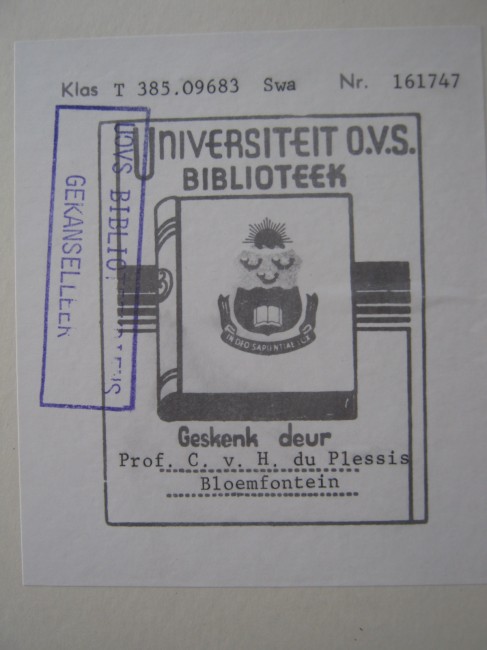 Klas T 385.09683 Swa Nr. 161747
UNIVERSITEIT O.V.S.
BIBLIOTEEK
IN DEO SAPIENTIAE LUX
Geskenk deur
Prof. C. v. H. du Plessis
Bloemfontein
UOVS BIBLIO
GEKANSELLEER